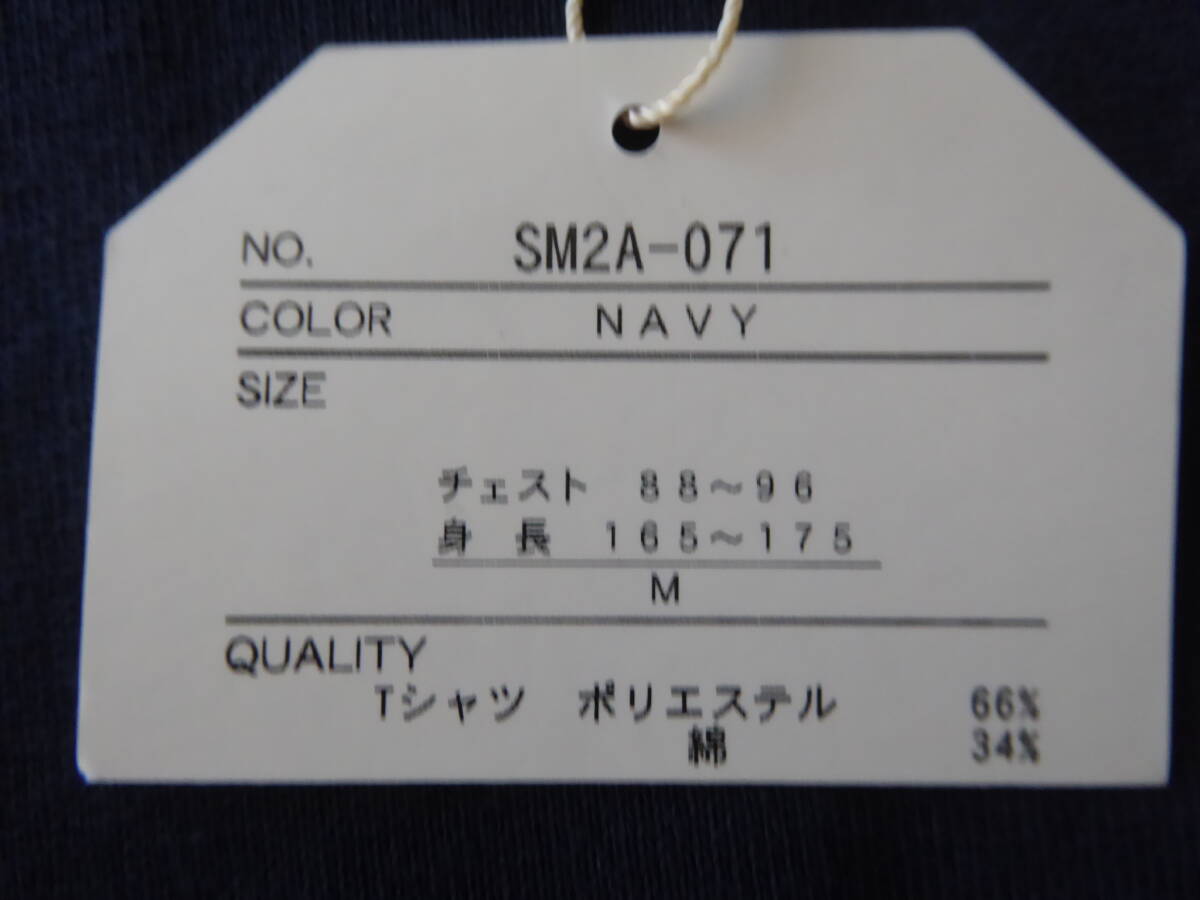 NO. SM2A-071
COLOR ＮＡＶＹ
SIZE
チェスト ８８～９６
身　長 １６５～１７５
Ｍ
QUALITY
Tシャツ ポリエステル 66%
綿 34%